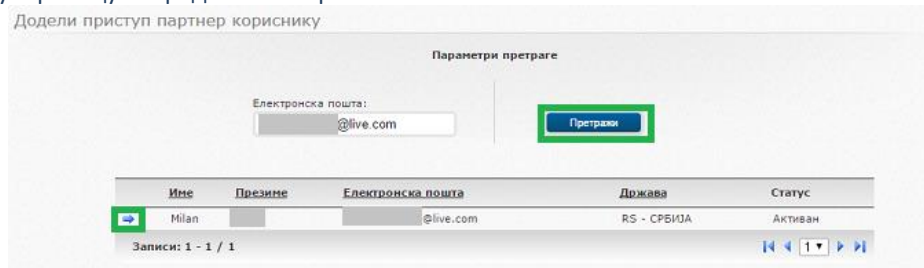 Додели приступ партнер кориснику
Параметри претраге
Електронска пошта:
@live.com
Претражи
Име Презиме Електронска пошта Држава Статус
Milan @live.com RS - СРБИЈА Активан
Записи: 1 - 1 / 1
1